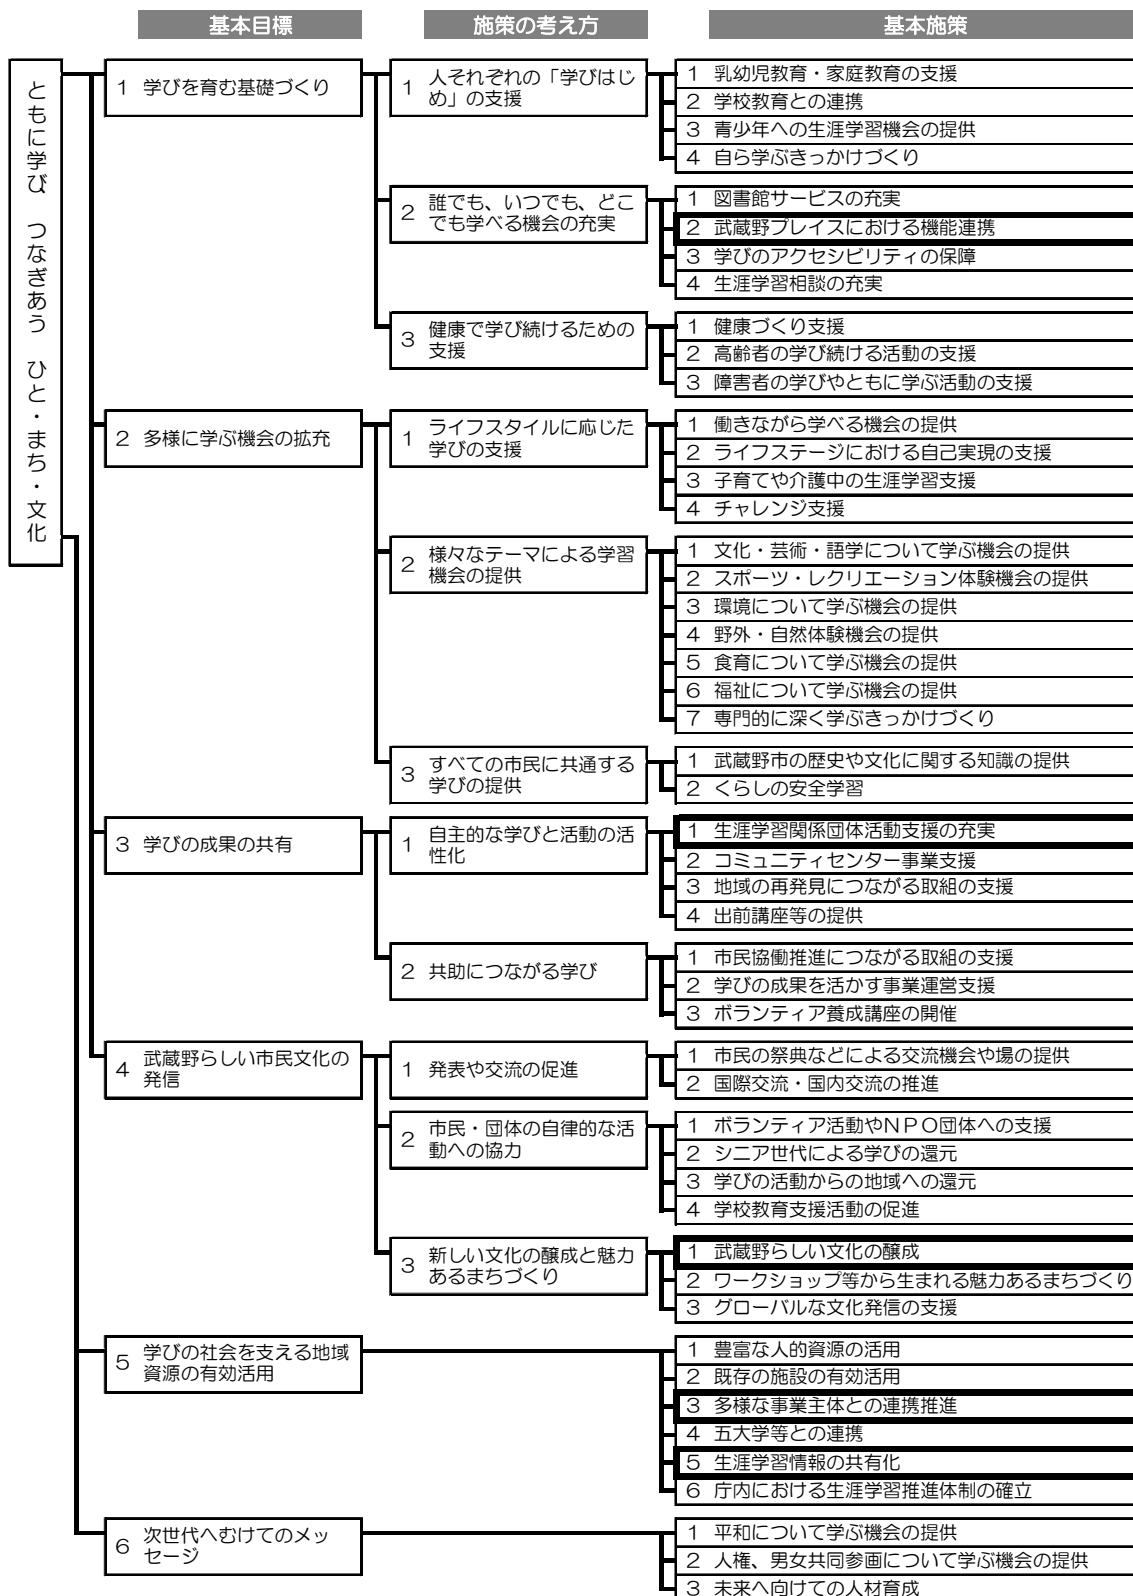 基本目標
施策の考え方
基本施策
ともに学び つなぎあう ひと・まち・文化
1 学びを育む基礎づくり
1 人それぞれの「学びはじ
め」の支援
1 乳幼児教育・家庭教育の支援
2 学校教育との連携
3 青少年への生涯学習機会の提供
4 自ら学ぶきっかけづくり
2 誰でも、いつでも、どこ
でも学べる機会の充実
1 図書館サービスの充実
2 武蔵野プレイスにおける機能連携
3 学びのアクセシビリティの保障
4 生涯学習相談の充実
3 健康で学び続けるための
支援
1 健康づくり支援
2 高齢者の学び続ける活動の支援
3 障害者の学びやともに学ぶ活動の支援
2 多様に学ぶ機会の拡充
1 ライフスタイルに応じた
学びの支援
1 働きながら学べる機会の提供
2 ライフステージにおける自己実現の支援
3 子育てや介護中の生涯学習支援
4 チャレンジ支援
2 様々なテーマによる学習
機会の提供
1 文化・芸術・語学について学ぶ機会の提供
2 スポーツ・レクリエーション体験機会の提供
3 環境について学ぶ機会の提供
4 野外・自然体験機会の提供
5 食育について学ぶ機会の提供
6 福祉について学ぶ機会の提供
7 専門的に深く学ぶきっかけづくり
3 すべての市民に共通する
学びの提供
1 武蔵野市の歴史や文化に関する知識の提供
2 くらしの安全学習
3 学びの成果の共有
1 自主的な学びと活動の活
性化
1 生涯学習関係団体活動支援の充実
2 コミュニティセンター事業支援
3 地域の再発見につながる取組の支援
4 出前講座等の提供
2 共助につながる学び
1 市民協働推進につながる取組の支援
2 学びの成果を活かす事業運営支援
3 ボランティア養成講座の開催
4 武蔵野らしい市民文化の
発信
1 発表や交流の促進
1 市民の祭典などによる交流機会や場の提供
2 国際交流・国内交流の推進
2 市民・団体の自律的な活
動への協力
1 ボランティア活動やNPO団体への支援
2 シニア世代による学びの還元
3 学びの活動からの地域への還元
4 学校教育支援活動の促進
3 新しい文化の醸成と魅力
あるまちづくり
1 武蔵野らしい文化の醸成
2 ワークショップ等から生まれる魅力あるまちづくり
3 グローバルな文化発信の支援
5 学びの社会を支える地域
資源の有効活用
1 豊富な人的資源の活用
2 既存の施設の有効活用
3 多様な事業主体との連携推進
4 五大学等との連携
5 生涯学習情報の共有化
6 庁内における生涯学習推進体制の確立
6 次世代へむけてのメッ
セージ
1 平和について学ぶ機会の提供
2 人権、男女共同参画について学ぶ機会の提供
3 未来へ向けての人材育成